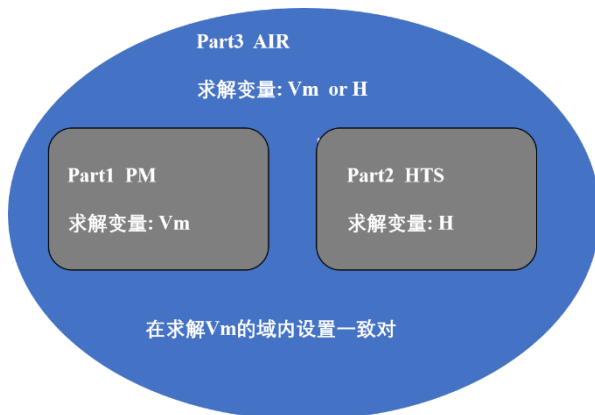 Part3 AIR
求解变量: Vm or H
Part1 PM
求解变量: Vm
Part2 HTS
求解变量: H
在求解Vm的域内设置一致对